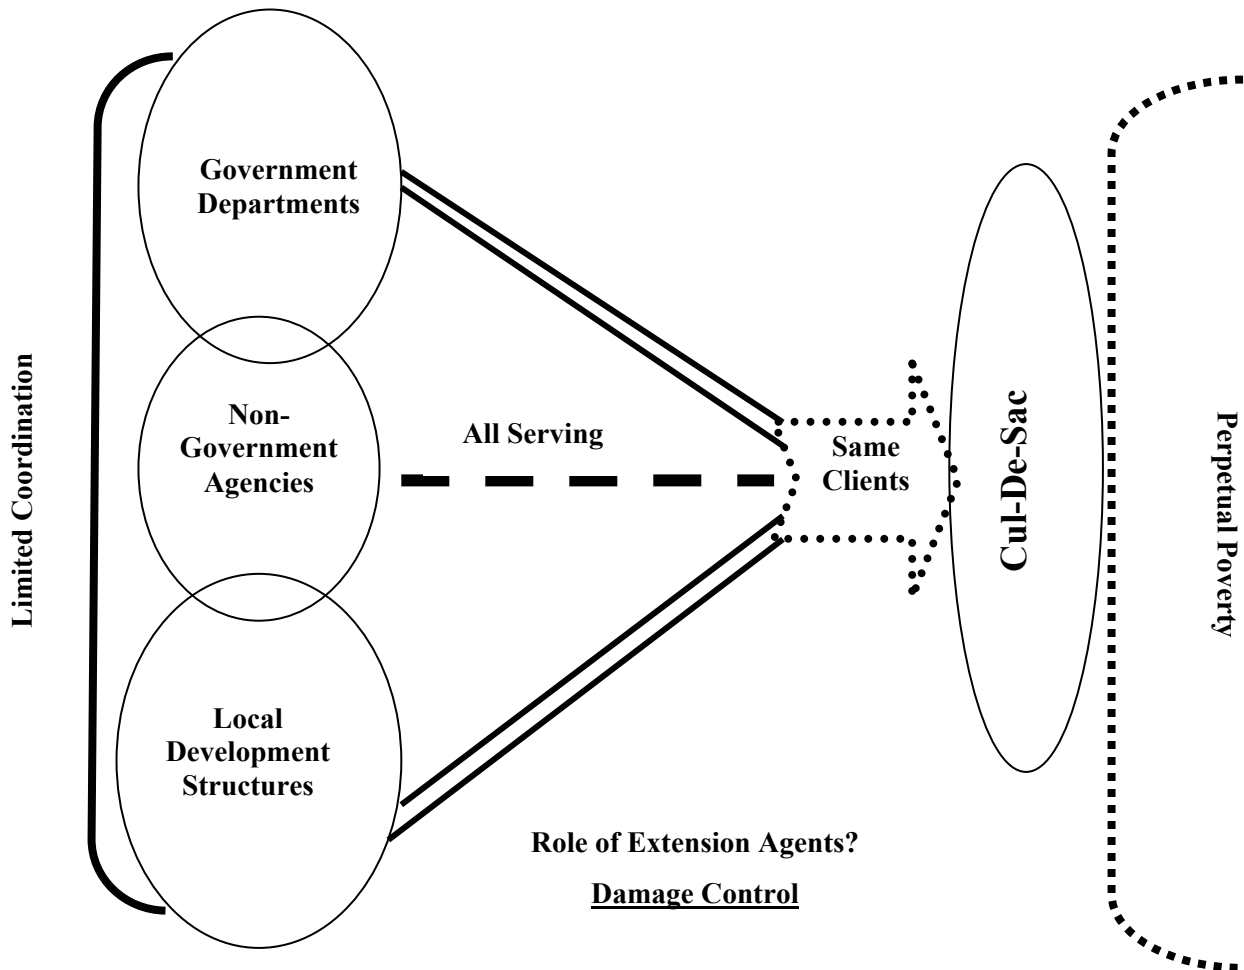 Limited Coordination
Government
Departments
Non-
Government
Agencies
Local
Development
Structures
All Serving
Same
Clients
Cul-De-Sac
Perpetual Poverty
Role of Extension Agents?
Damage Control